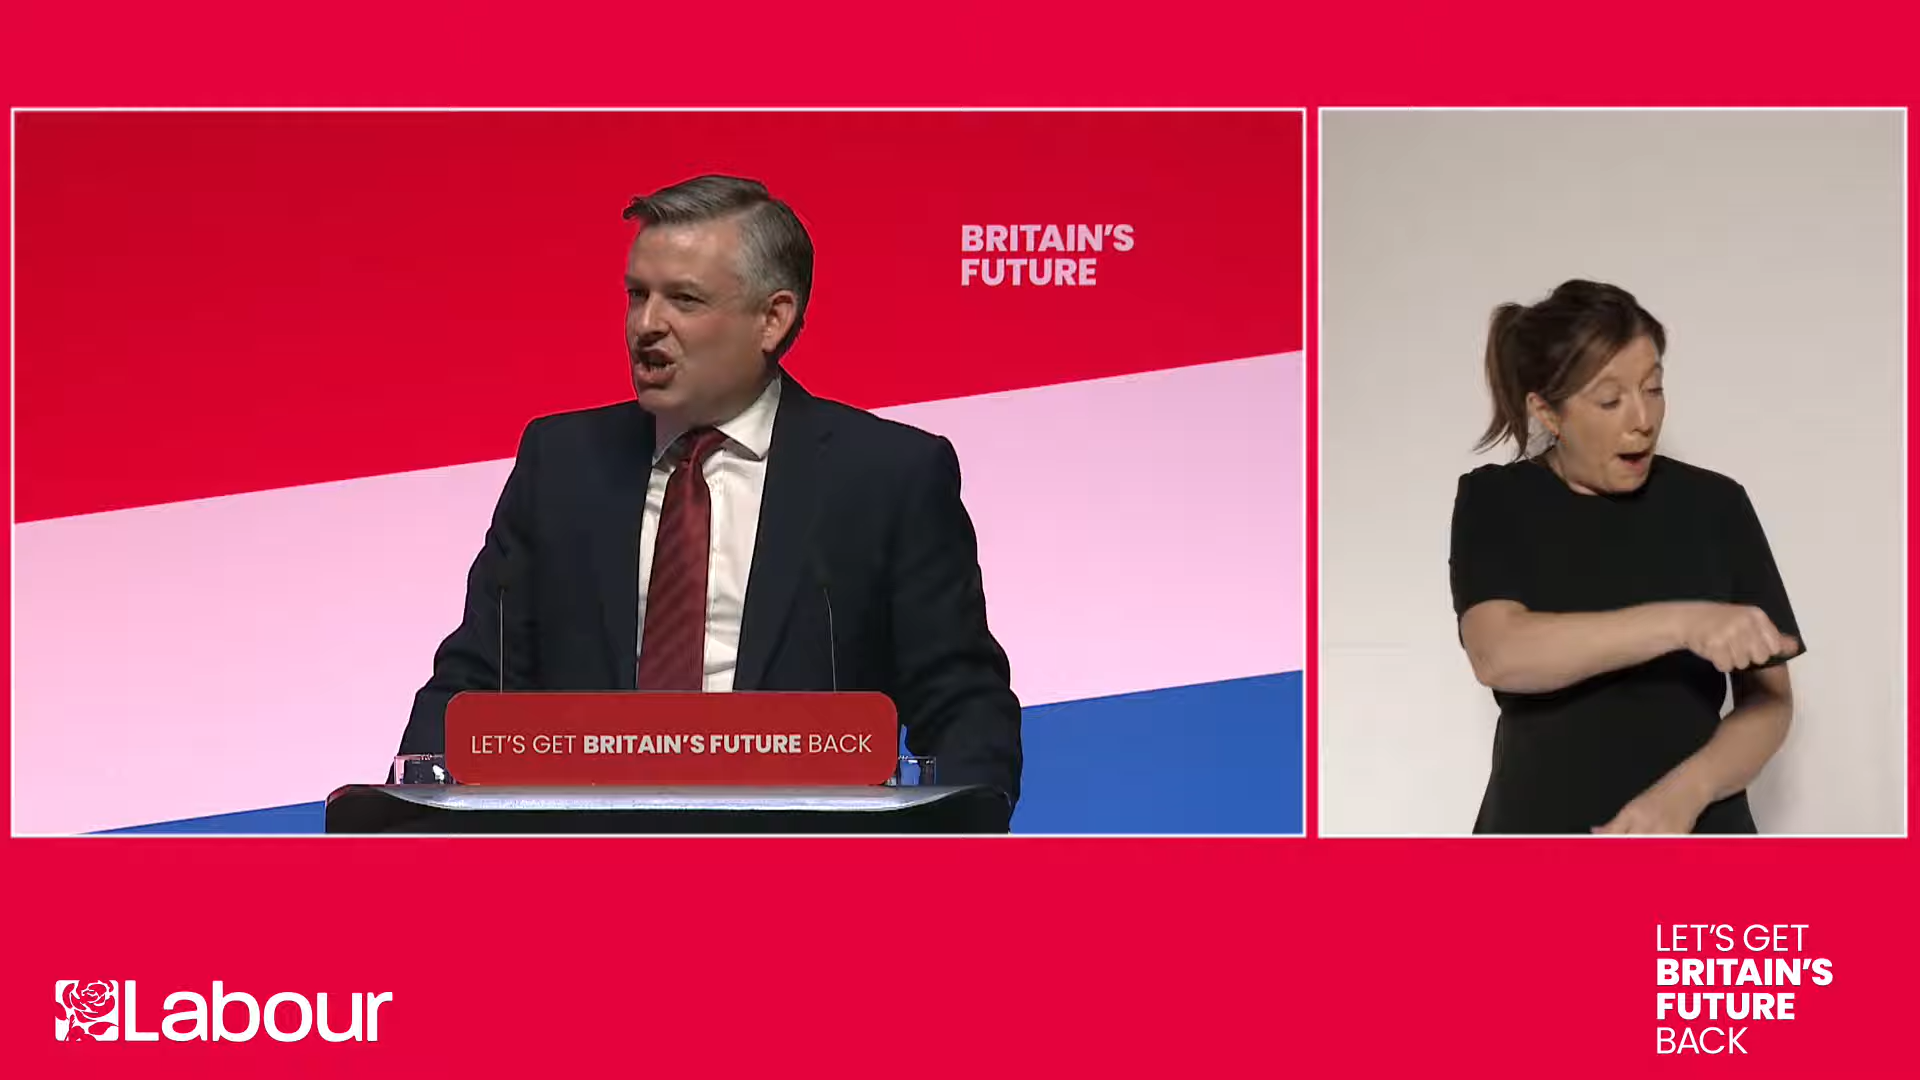 BRITAIN'S
FUTURE
LET'S GET BRITAIN'S FUTURE BACK
Labour
LET'S GET
BRITAIN'S
FUTURE
BACK